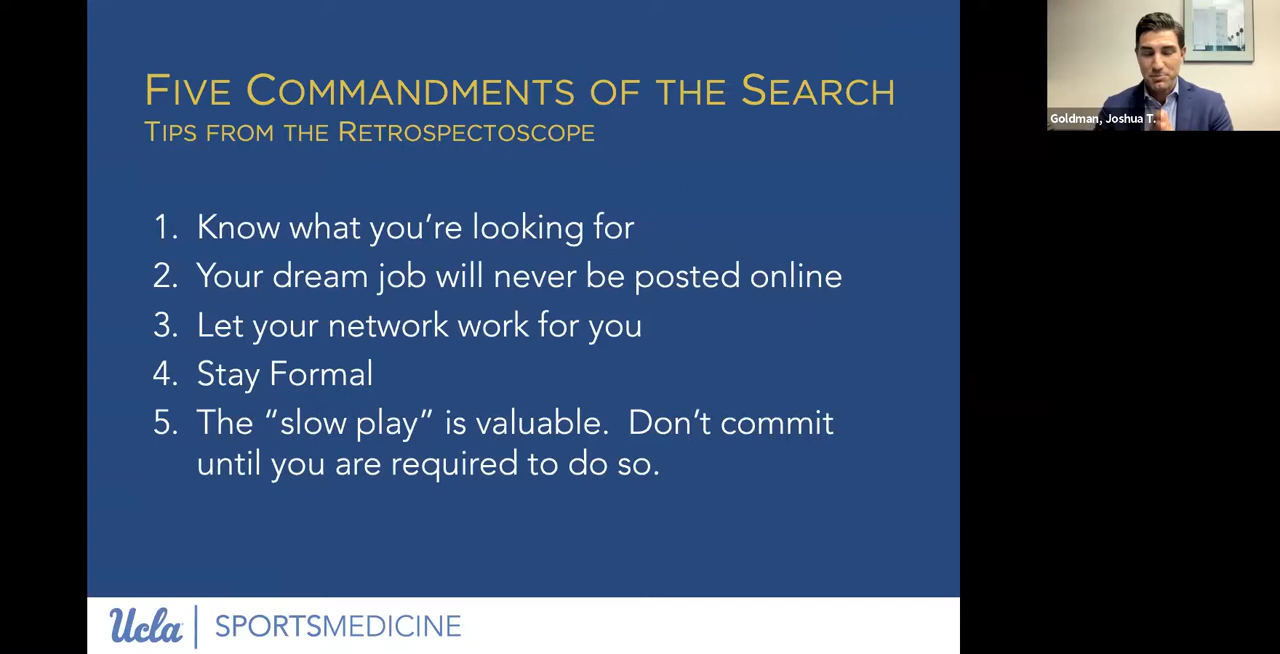 FIVE COMMANDMENTS OF THE SEARCH
TIPS FROM THE RETROSPECTOSCOPE
1. Know what you’re looking for
2. Your dream job will never be posted online
3. Let your network work for you
4. Stay Formal
5. The “slow play” is valuable.  Don’t commit
until you are required to do so.
Ucla | SPORTSMEDICINE
Goldman, Joshua T.